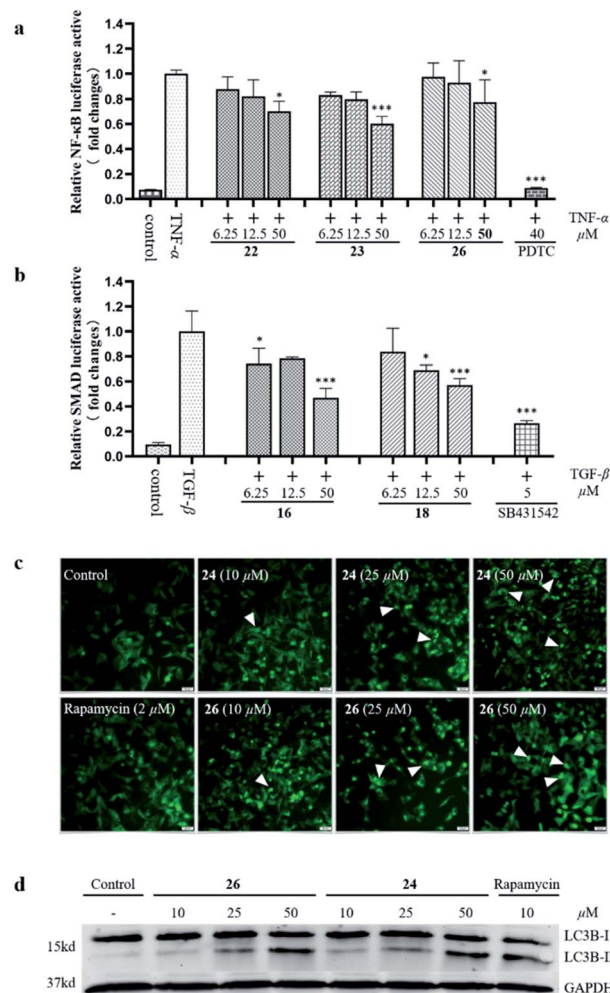 a
Relative NF-κB luciferase active
( fold changes)
1.4
1.2
1.0
0.8
0.6
0.4
0.2
0.0
* *** * ***
control TNF-α
+ + + + + + + + + + TNF-α
6.25 12.5 50 6.25 12.5 50 6.25 12.5 50 40 μM
22 23 26 PDTC
b
Relative SMAD luciferase active
( fold changes)
1.4
1.2
1.0
0.8
0.6
0.4
0.2
0.0
* *** * *** ***
control TGF-β
+ + + + + + + TGF-β
6.25 12.5 50 6.25 12.5 50 5 μM
16 18 SB431542
c
Control 24 (10 μM) 24 (25 μM) 24 (50 μM)
Rapamycin (2 μM) 26 (10 μM) 26 (25 μM) 26 (50 μM)
d
Control 26 24 Rapamycin
- 10 25 50 10 25 50 10 μM
LC3B-I
15kd
LC3B-II
37kd GAPDH